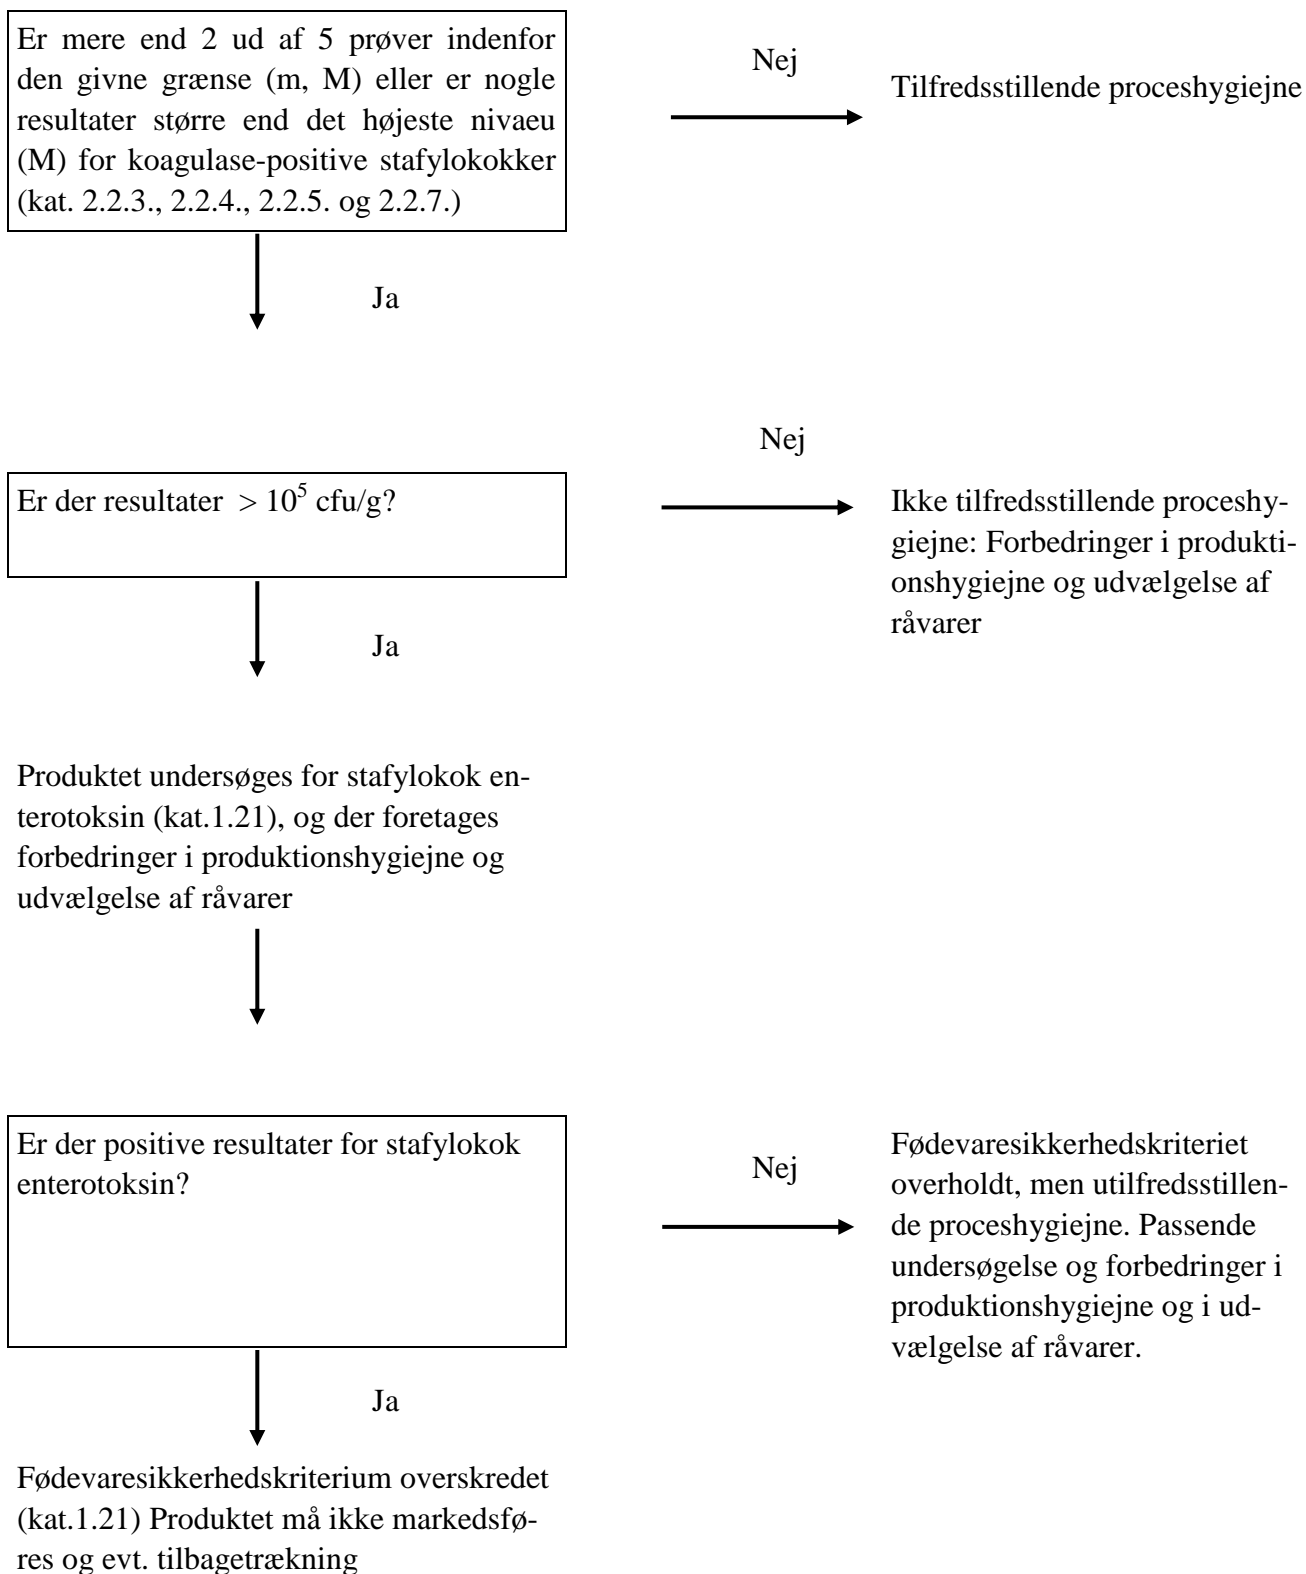 Er mere end 2 ud af 5 prøver indenfor
den givne grænse (m, M) eller er nogle
resultater større end det højeste nivaeu
(M) for koagulase-positive stafylokokker
(kat. 2.2.3., 2.2.4., 2.2.5. og 2.2.7.)
Nej
Tilfredsstillende proceshygiejne
Ja
Er der resultater > 10⁵ cfu/g?
Nej
Ikke tilfredsstillende proceshy-
giejne: Forbedringer i produkti-
onshygiejne og udvælgelse af
råvarer
Ja
Produktet undersøges for stafylokok en-
terotoksin (kat.1.21), og der foretages
forbedringer i produktionshygiejne og
udvælgelse af råvarer
Er der positive resultater for stafylokok
enterotoksin?
Nej
Fødevaresikkerhedskriteriet
overholdt, men utilfredsstillen-
de proceshygiejne. Passende
undersøgelse og forbedringer i
produktionshygiejne og i ud-
vælgelse af råvarer.
Ja
Fødevaresikkerhedskriterium overskredet
(kat.1.21) Produktet må ikke markedsfø-
res og evt. tilbagetrækning